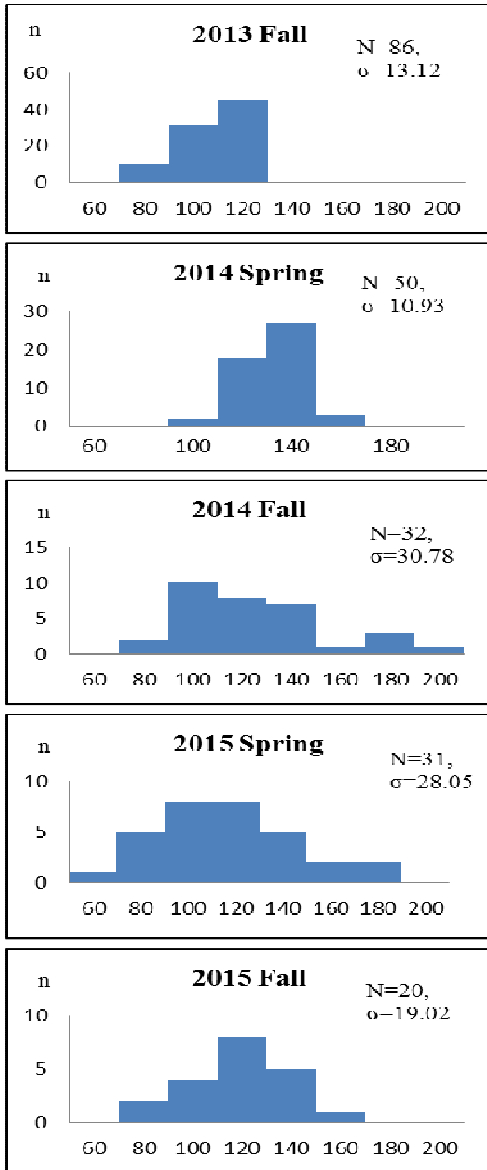 2013 Fall
n
N 86,
σ 13.12
60
40
20
0
60 80 100 120 140 160 180 200
2014 Spring
n
N 50,
σ 10.93
30
20
10
0
60 100 140 180
2014 Fall
n
N=32,
σ=30.78
15
10
5
0
60 80 100 120 140 160 180 200
2015 Spring
n
N=31,
σ=28.05
10
5
0
60 80 100 120 140 160 180 200
2015 Fall
n
N=20,
σ=19.02
10
5
0
60 80 100 120 140 160 180 200